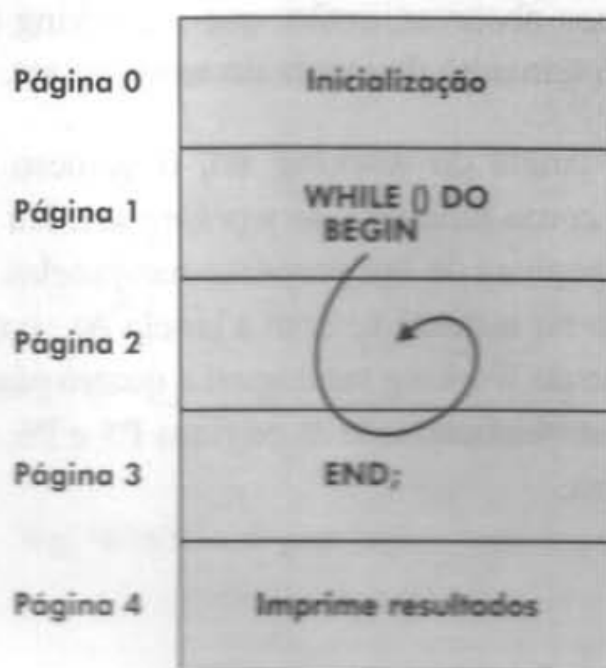 Página 0
Inicialização
Página 1
WHILE () DO
BEGIN
Página 2
Página 3
END;
Página 4
Imprime resultados